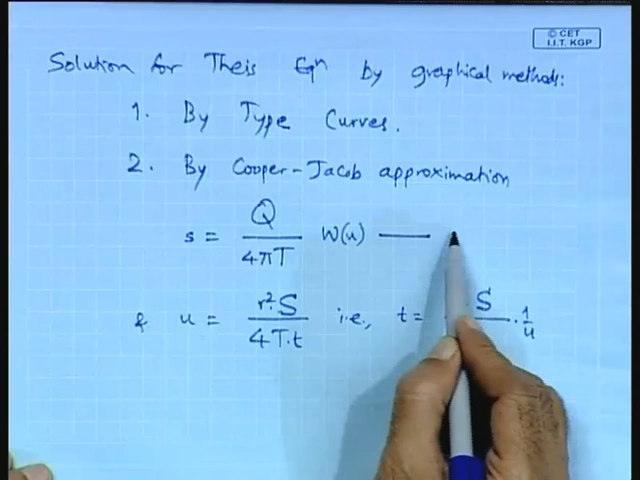 © CET
I.I.T. KGP
Solution for Theis Eqn by graphical methods:
1. By Type Curves.
2. By Cooper-Jacob approximation
s = Q / 4πT W(u) ——
& u = r².S / 4T.t i.e., t = S . 1/u